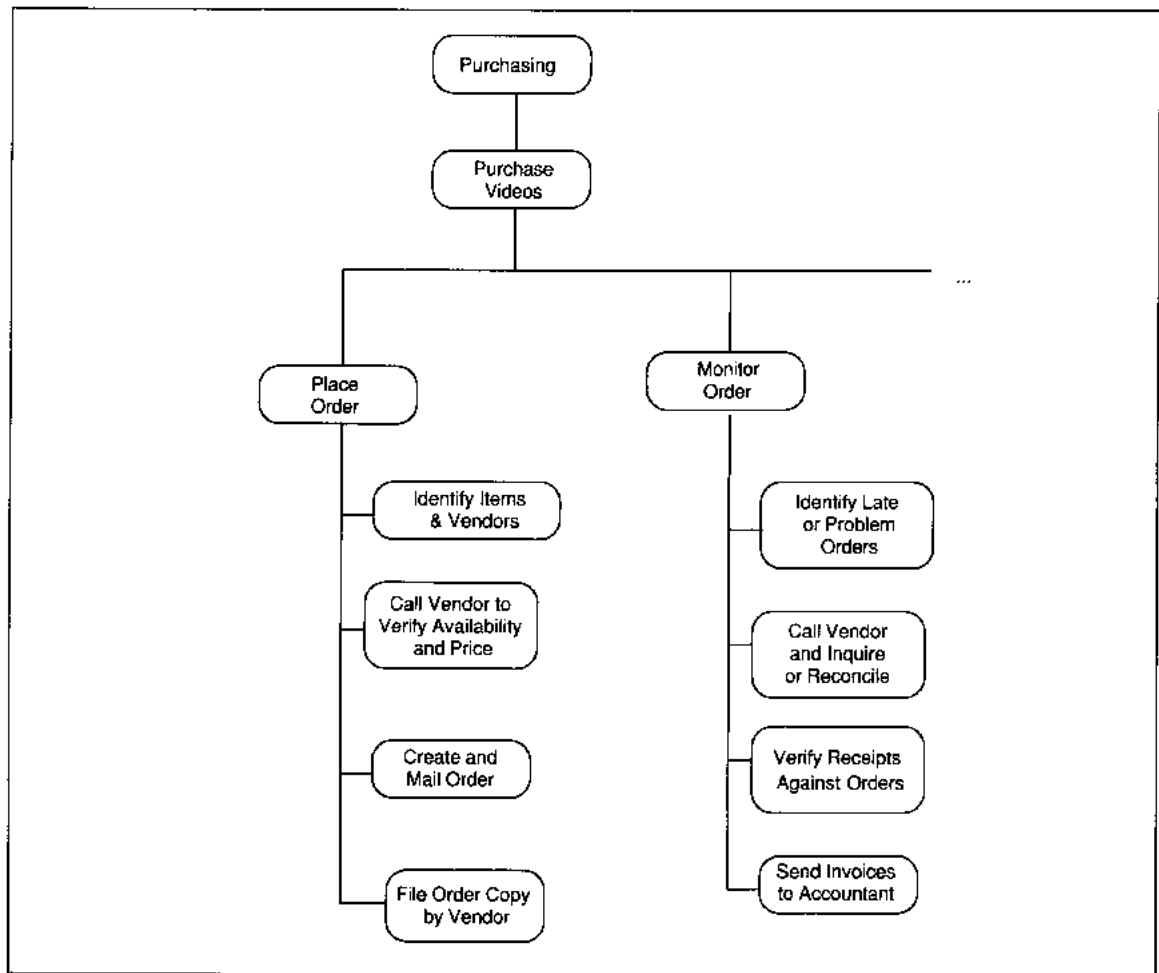 Purchasing
Purchase
Videos
...
Place
Order
Monitor
Order
Identify Items
& Vendors
Call Vendor to
Verify Availability
and Price
Create and
Mail Order
File Order Copy
by Vendor
Identify Late
or Problem
Orders
Call Vendor
and Inquire
or Reconcile
Verify Receipts
Against Orders
Send Invoices
to Accountant